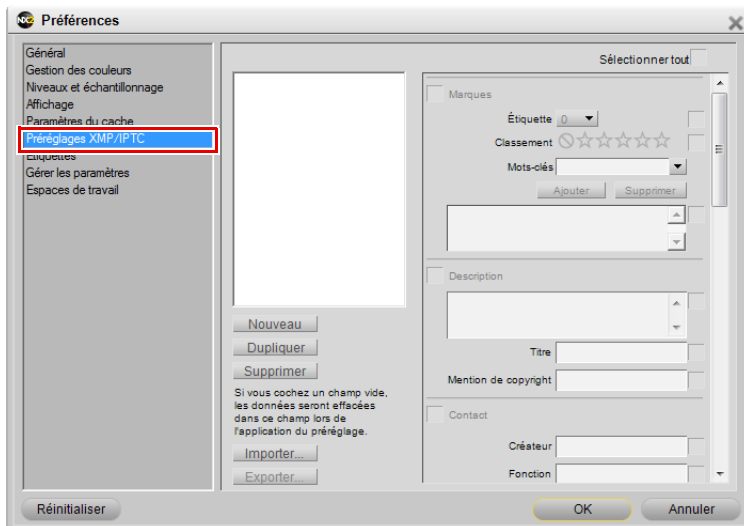 NX2 Préférences
Général
Gestion des couleurs
Niveaux et échantillonnage
Affichage
Paramètres du cache
Préréglages XMP/IPTC
Etiquettes
Gérer les paramètres
Espaces de travail
Nouveau
Dupliquer
Supprimer
Si vous cochez un champ vide,
les données seront effacées
dans ce champ lors de
l'application du préréglage.
Importer...
Exporter...
Sélectionner tout
Marques
Étiquette 0
Classement
Mots-clés
Ajouter Supprimer
Description
Titre
Mention de copyright
Contact
Créateur
Fonction
Réinitialiser OK Annuler